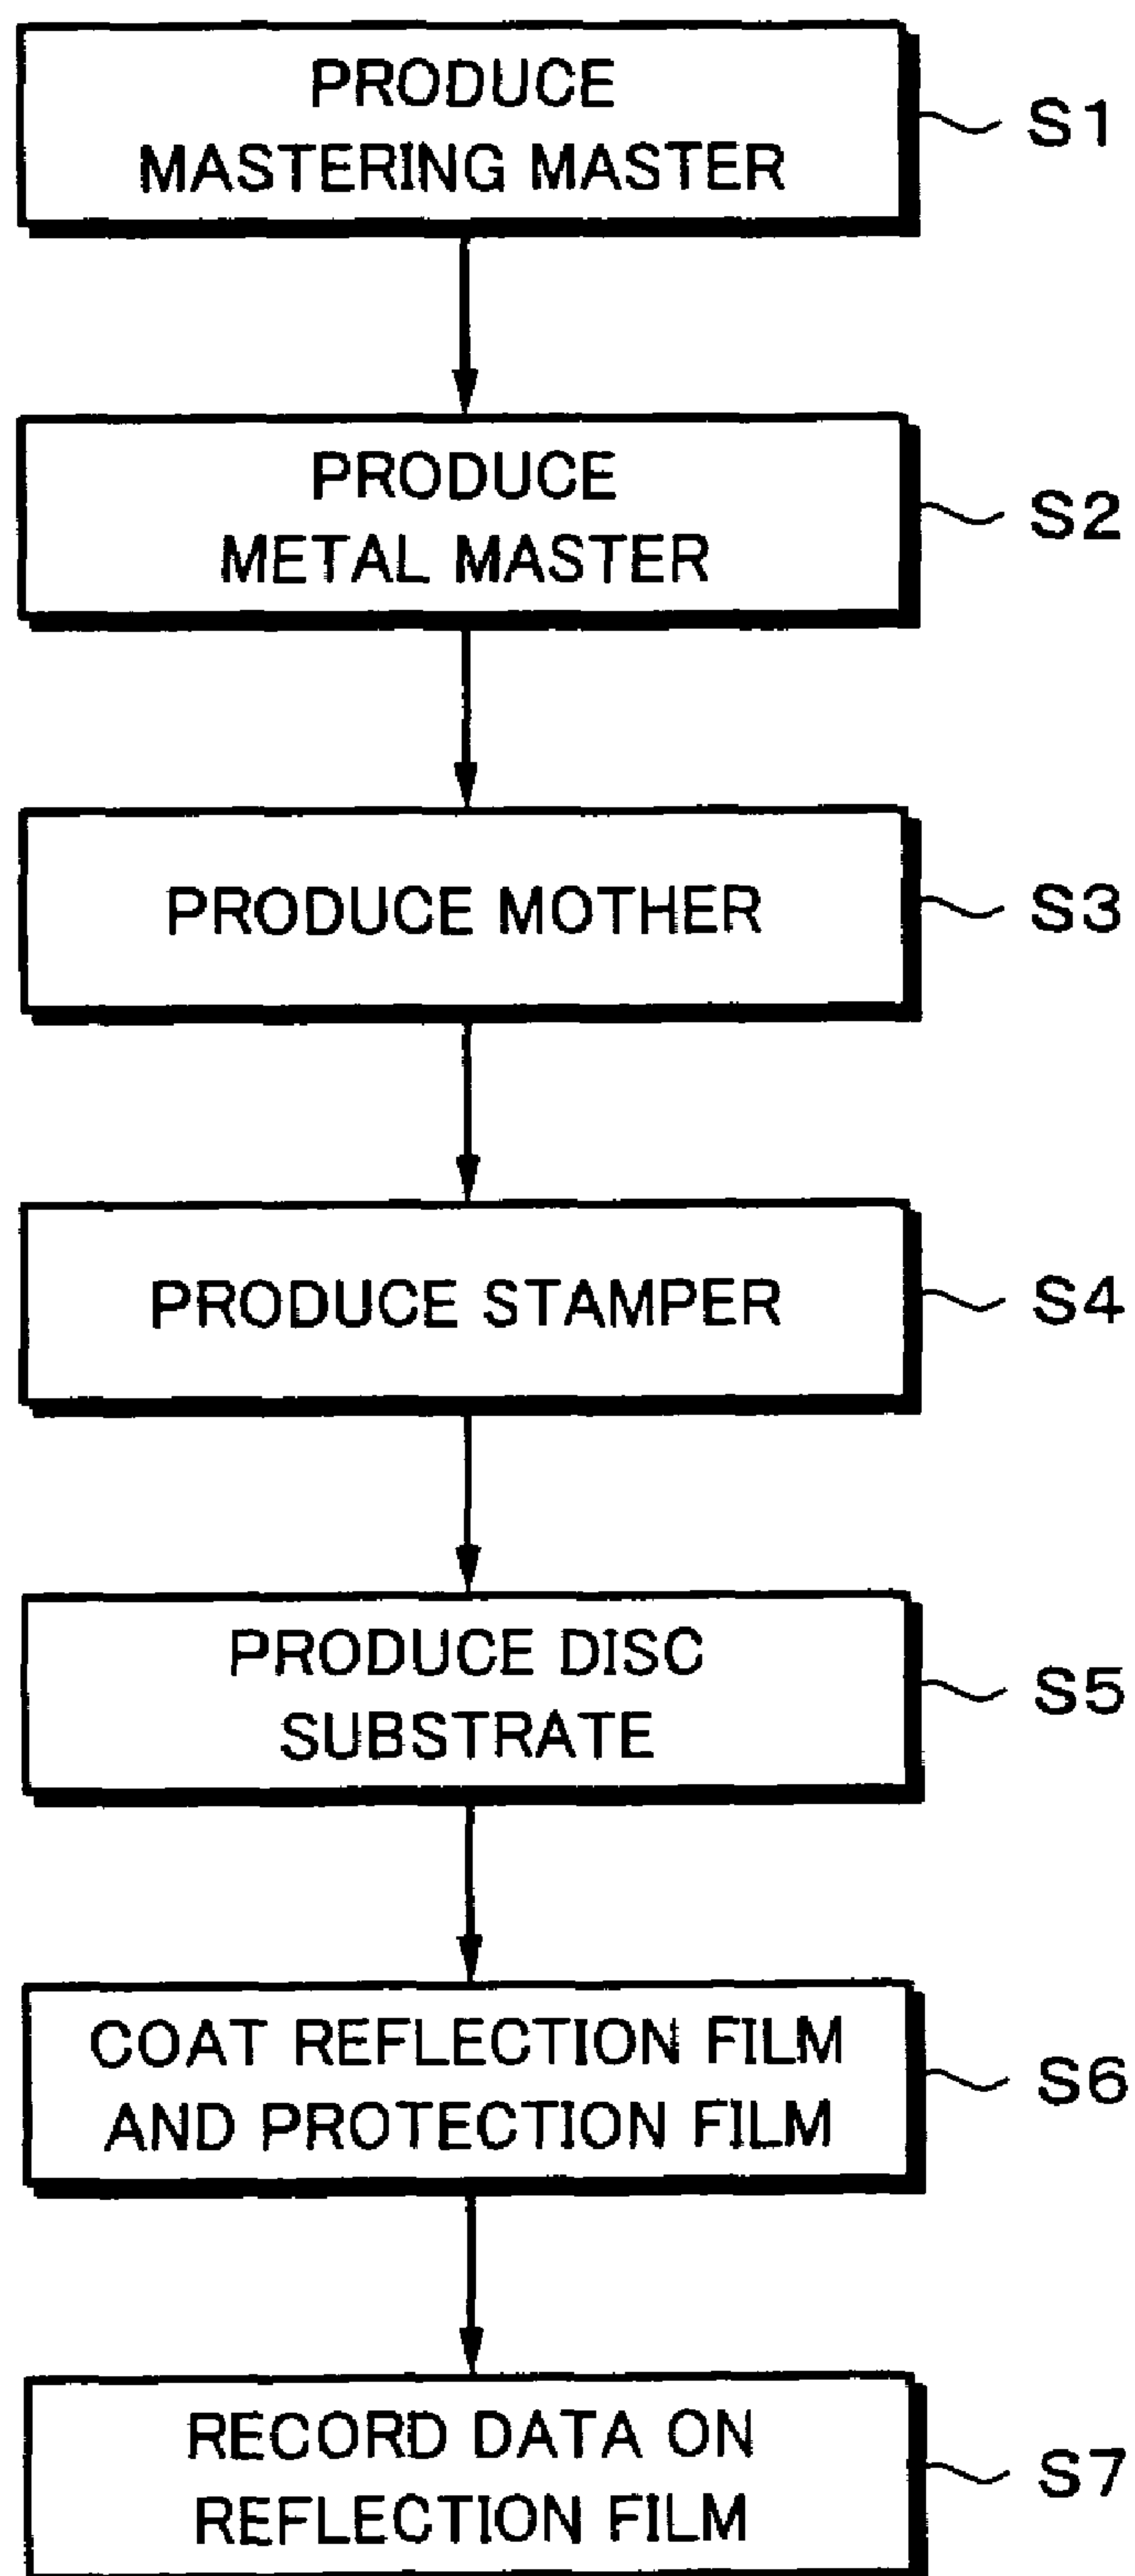 PRODUCE
MASTERING MASTER
S1
PRODUCE
METAL MASTER
S2
PRODUCE MOTHER
S3
PRODUCE STAMPER
S4
PRODUCE DISC
SUBSTRATE
S5
COAT REFLECTION FILM
AND PROTECTION FILM
S6
RECORD DATA ON
REFLECTION FILM
S7